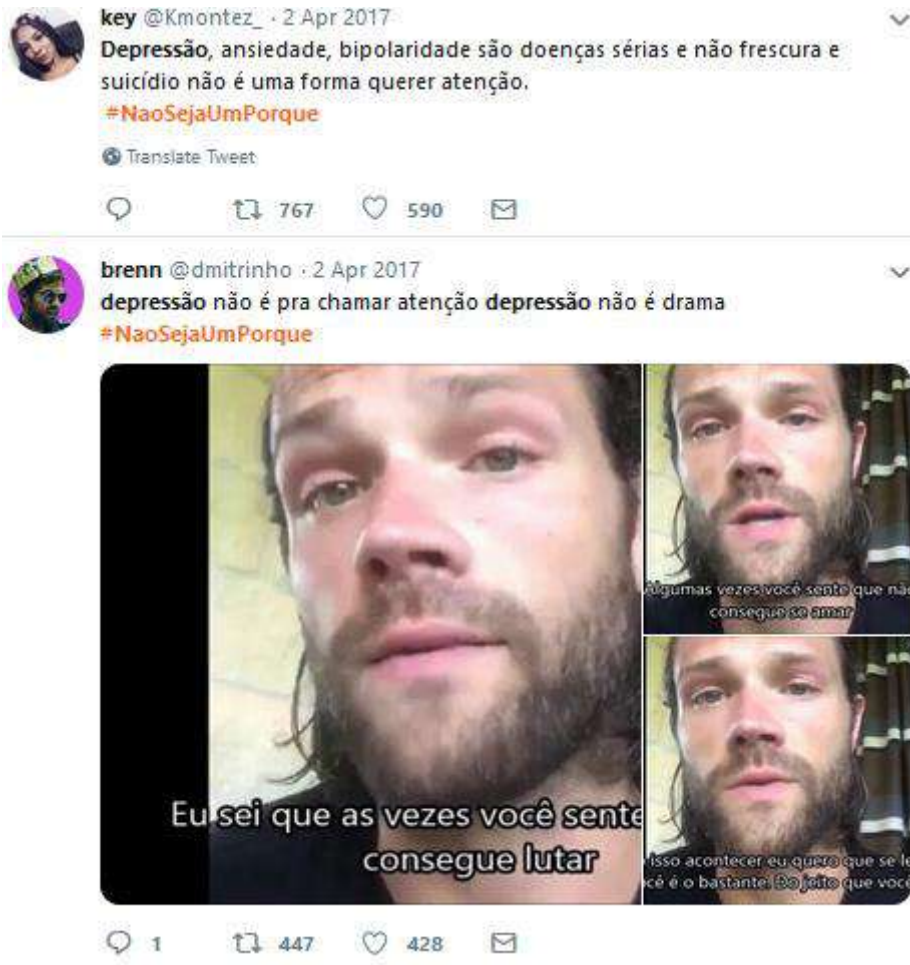 key @Kmontez_ · 2 Apr 2017
Depressão, ansiedade, bipolaridade são doenças sérias e não frescura e
suicídio não é uma forma querer atenção.
#NaoSejaUmPorque
Translate Tweet
767 590
brenn @dmitrinho · 2 Apr 2017
depressão não é pra chamar atenção depressão não é drama
#NaoSejaUmPorque
Eu sei que as vezes você sente
consegue lutar
Algumas vezes você sente que
consegue se amar
isso acontecer eu quero que se
é o bastante. Do jeito que
1 447 428